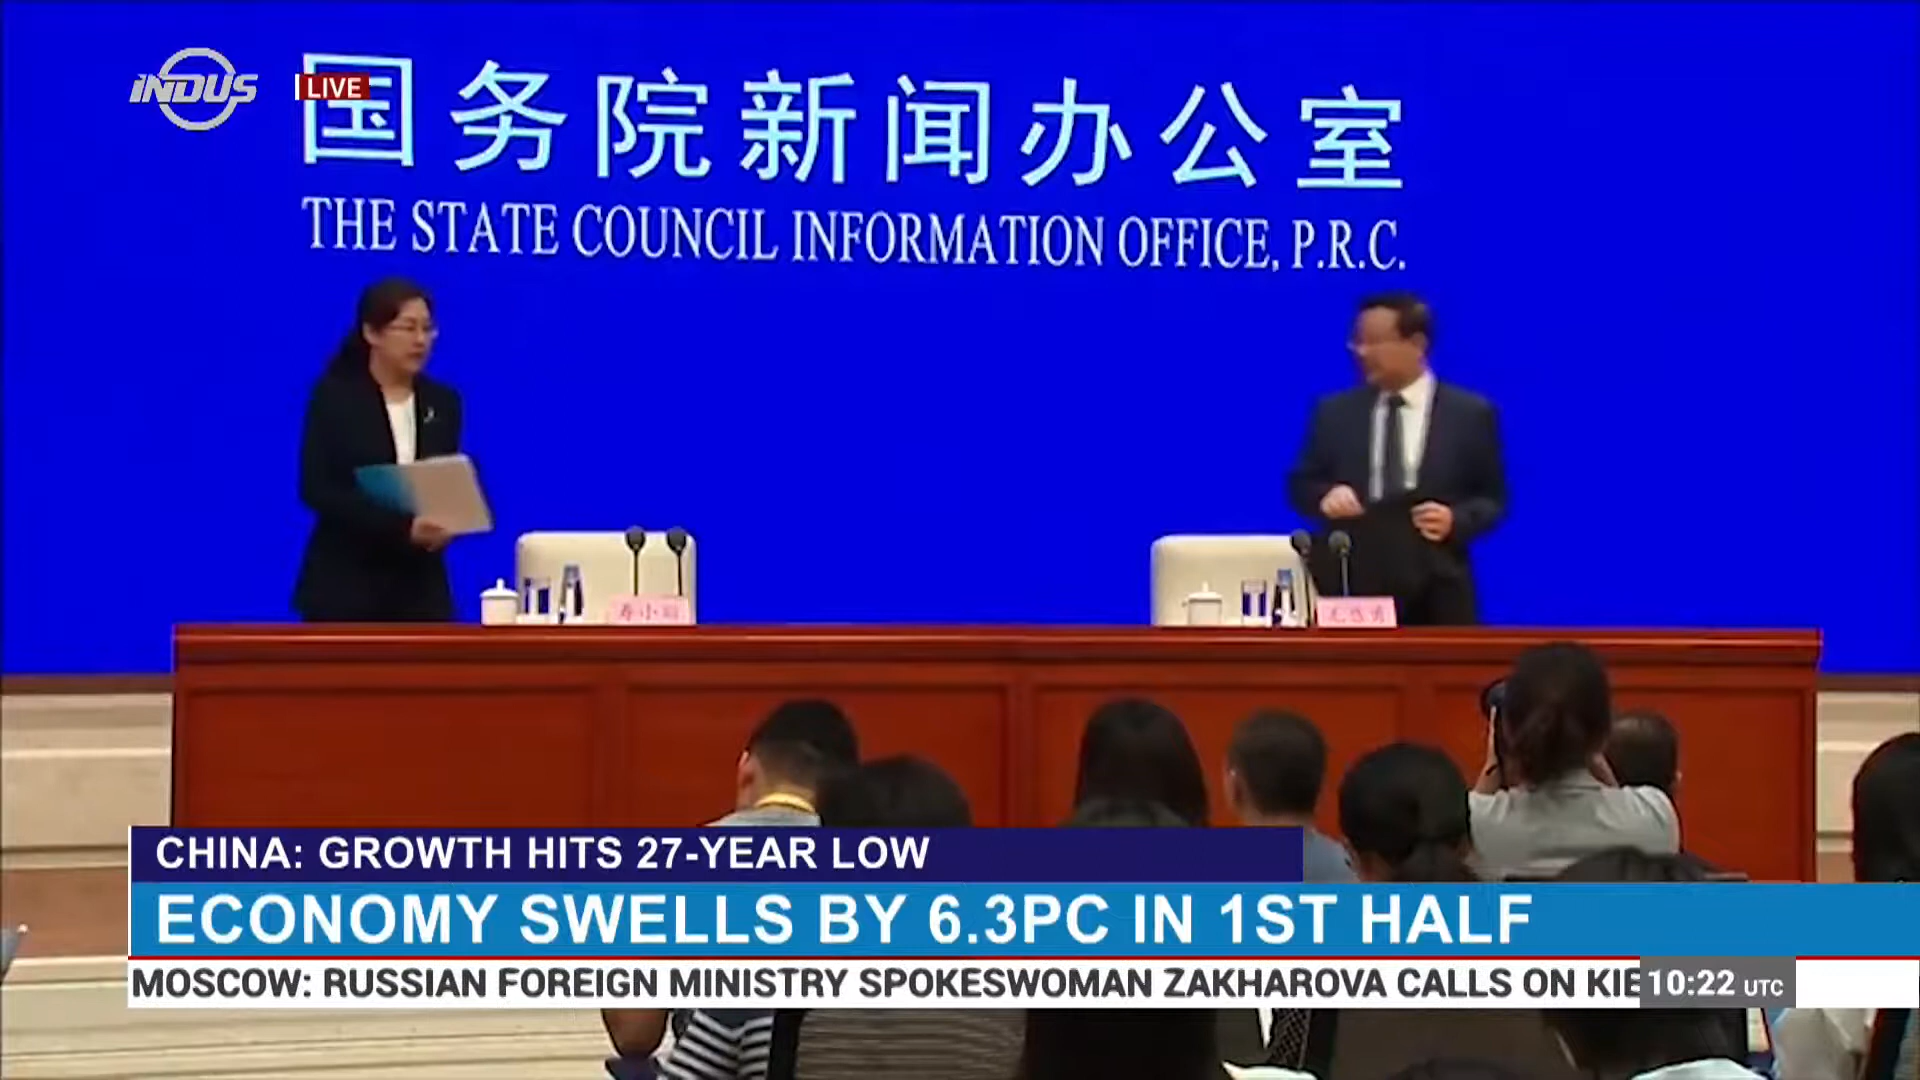 INDUS
LIVE
国务院新闻办公室
THE STATE COUNCIL INFORMATION OFFICE, P.R.C.
CHINA: GROWTH HITS 27-YEAR LOW
ECONOMY SWELLS BY 6.3PC IN 1ST HALF
MOSCOW: RUSSIAN FOREIGN MINISTRY SPOKESWOMAN ZAKHAROVA CALLS ON KIE
10:22 UTC